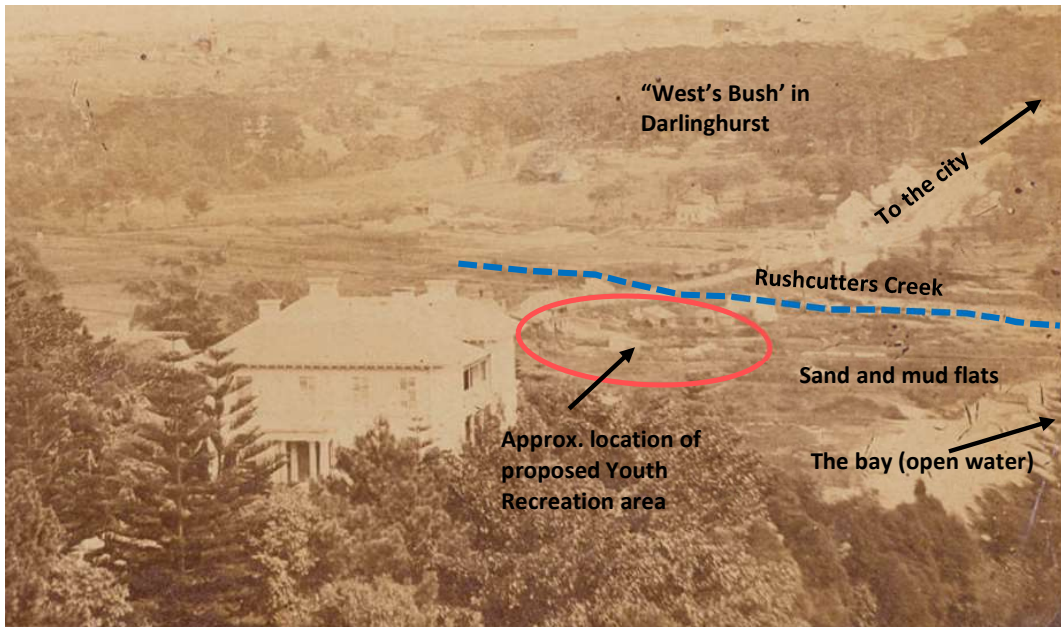 “West’s Bush’ in
Darlinghurst
To the city
Rushcutters Creek
Sand and mud flats
Approx. location of
proposed Youth
Recreation area
The bay (open water)